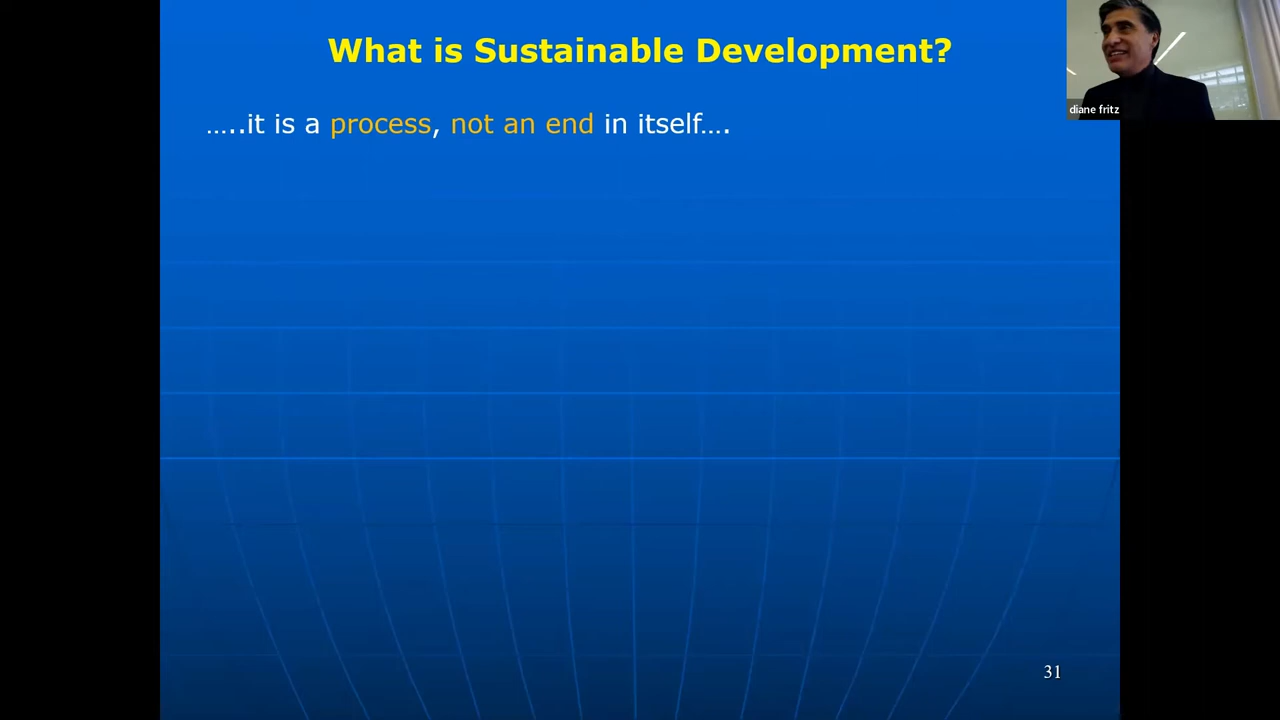 What is Sustainable Development?
diane fritz
…..it is a process, not an end in itself….
31